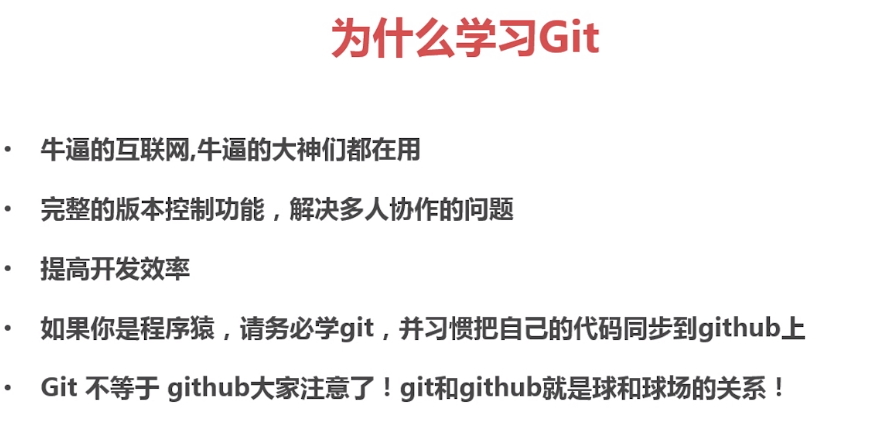 为什么学习Git
• 牛逼的互联网,牛逼的大神们都在用
• 完整的版本控制功能，解决多人协作的问题
• 提高开发效率
• 如果你是程序猿，请务必学git，并习惯把自己的代码同步到github上
• Git 不等于 github大家注意了！git和github就是球和球场的关系！